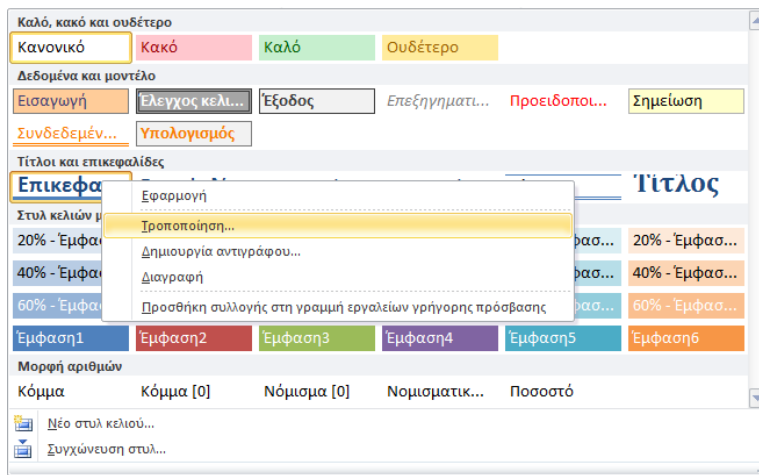 Καλό, κακό και ουδέτερο
Κανονικό Κακό Καλό Ουδέτερο
Δεδομένα και μοντέλο
Εισαγωγή Έλεγχος κελι... Έξοδος Επεξηγηματι... Προειδοποι... Σημείωση
Συνδεδεμέν... Υπολογισμός
Τίτλοι και επικεφαλίδες
Επικεφα Τίτλος
Εφαρμογή
Στυλ κελιών μ
Τροποποίηση...
20% - Έμφα φασ... 20% - Έμφασ...
Δημιουργία αντιγράφου...
40% - Έμφα φασ... 40% - Έμφασ...
Διαγραφή
60% - Έμφα φασ... 60% - Έμφασ...
Προσθήκη συλλογής στη γραμμή εργαλείων γρήγορης πρόσβασης
Έμφαση1 Έμφαση2 Έμφαση3 Έμφαση4 Έμφαση5 Έμφαση6
Μορφή αριθμών
Κόμμα Κόμμα [0] Νόμισμα [0] Νομισματικ... Ποσοστό
Νέο στυλ κελιού...
Συγχώνευση στυλ...